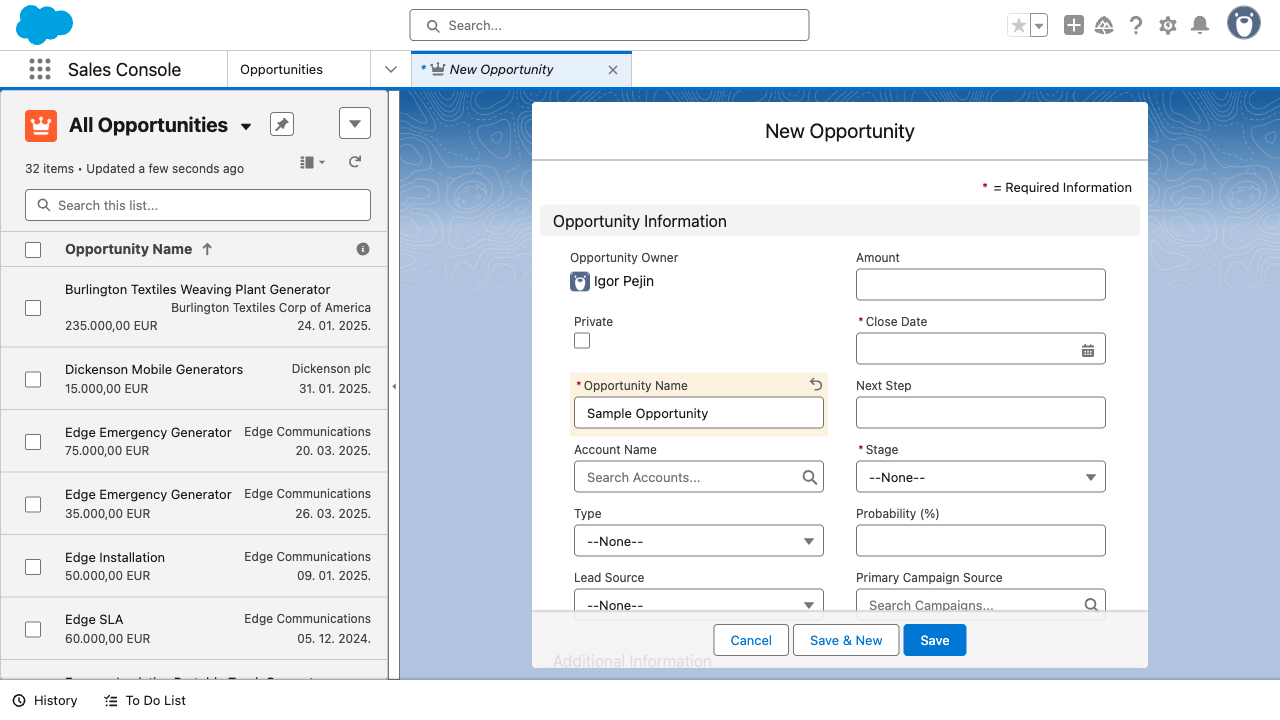 Search...
Sales Console
Opportunities
* New Opportunity
All Opportunities
32 items • Updated a few seconds ago
Search this list...
Opportunity Name
Burlington Textiles Weaving Plant Generator
Burlington Textiles Corp of America
235.000,00 EUR 24. 01. 2025.
Dickenson Mobile Generators Dickenson plc
15.000,00 EUR 31. 01. 2025.
Edge Emergency Generator Edge Communications
75.000,00 EUR 20. 03. 2025.
Edge Emergency Generator Edge Communications
35.000,00 EUR 26. 03. 2025.
Edge Installation Edge Communications
50.000,00 EUR 09. 01. 2025.
Edge SLA Edge Communications
60.000,00 EUR 05. 12. 2024.
New Opportunity
* = Required Information
Opportunity Information
Opportunity Owner
Igor Pejin
Amount
Private
* Close Date
* Opportunity Name
Sample Opportunity
Next Step
Account Name
Search Accounts...
* Stage
--None--
Type
--None--
Probability (%)
Lead Source
--None--
Primary Campaign Source
Search Campaigns...
Additional Information
Cancel
Save & New
Save
History
To Do List